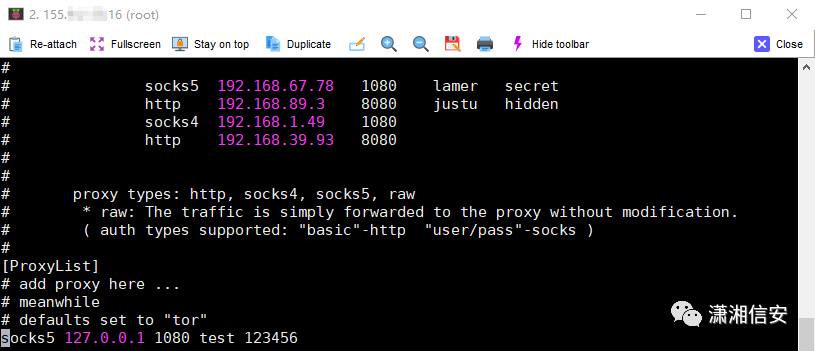 2. 155. 16 (root)
Re-attach Fullscreen Stay on top Duplicate Hide toolbar Close
#
# socks5 192.168.67.78 1080 lamer secret
# http 192.168.89.3 8080 justu hidden
# socks4 192.168.1.49 1080
# http 192.168.39.93 8080
#
#
# proxy types: http, socks4, socks5, raw
# * raw: The traffic is simply forwarded to the proxy without modification.
# ( auth types supported: "basic"-http "user/pass"-socks )
#
[ProxyList]
# add proxy here ...
# meanwhile
# defaults set to "tor"
socks5 127.0.0.1 1080 test 123456
潇湘信安